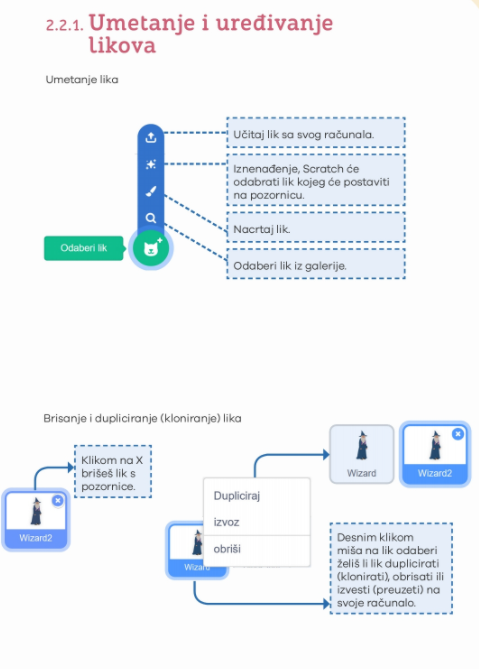 2.2.1. Umetanje i uređivanje
likova
Umetanje lika
Učitaj lik sa svog računala.
Iznenađenje, Scratch će
odabrati lik kojeg će postaviti
na pozornicu.
Nacrtaj lik.
Odaberi lik
Odaberi lik iz galerije.
Brisanje i dupliciranje (kloniranje) lika
Klikom na X
brišeš lik s
pozornice.
Wizard2
Wizard
Wizard2
Dupliciraj
izvoz
obriši
Wizard
Desnim klikom
miša na lik odaberi
želiš li lik duplicirati
(klonirati), obrisati ili
izvesti (preuzeti) na
svoje računalo.